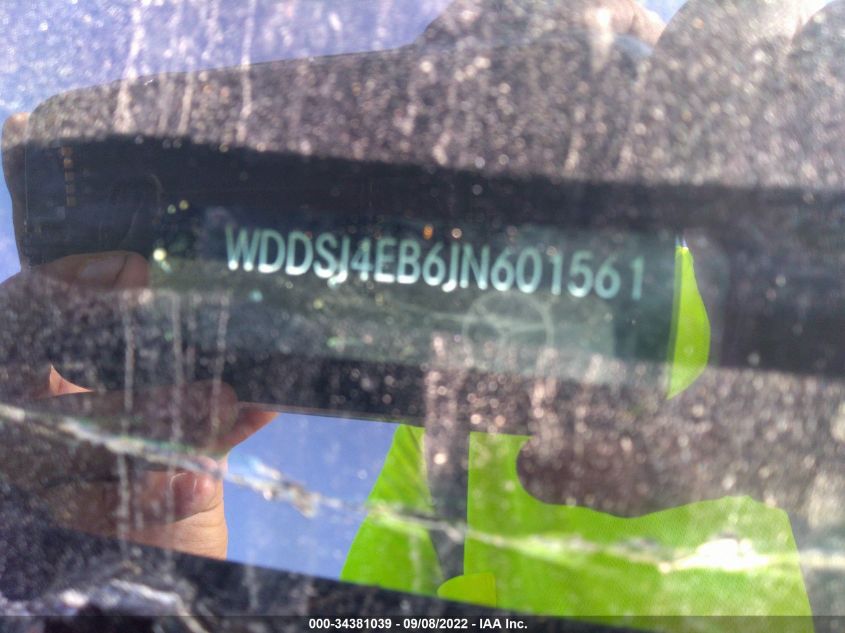 WDDSJ4EB6JN601561
000-34381039 - 09/08/2022 - IAA Inc.